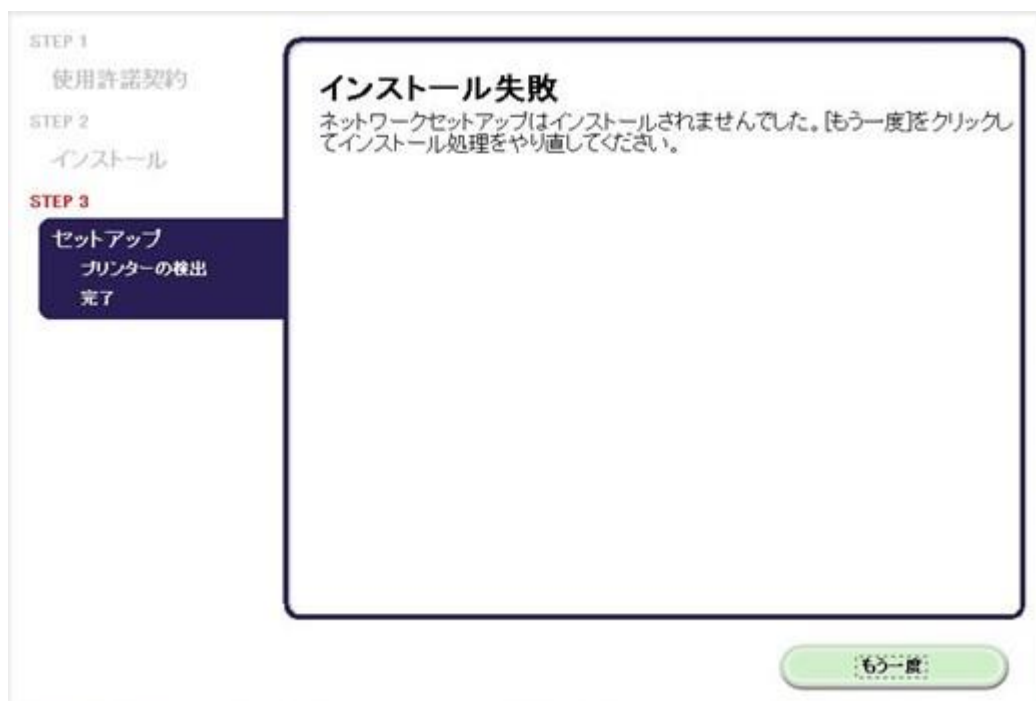 STEP 1
使用許諾契約
STEP 2
インストール
STEP 3
セットアップ
プリンターの検出
完了
インストール失敗
ネットワークセットアップはインストールされませんでした。[もう一度]をクリックし
てインストール処理をやり直してください。
もう一度